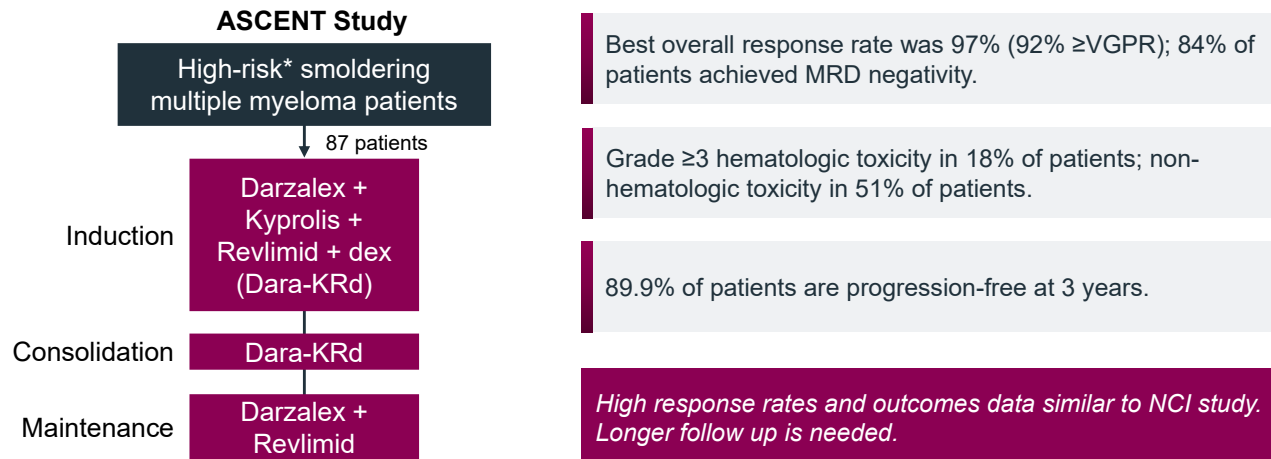 ASCENT Study
High-risk* smoldering
multiple myeloma patients
87 patients
Induction
Darzalex +
Kyprolis +
Revlimid + dex
(Dara-KRd)
Consolidation
Dara-KRd
Maintenance
Darzalex +
Revlimid
Best overall response rate was 97% (92% ≥VGPR); 84% of
patients achieved MRD negativity.
Grade ≥3 hematologic toxicity in 18% of patients; non-
hematologic toxicity in 51% of patients.
89.9% of patients are progression-free at 3 years.
High response rates and outcomes data similar to NCI study.
Longer follow up is needed.